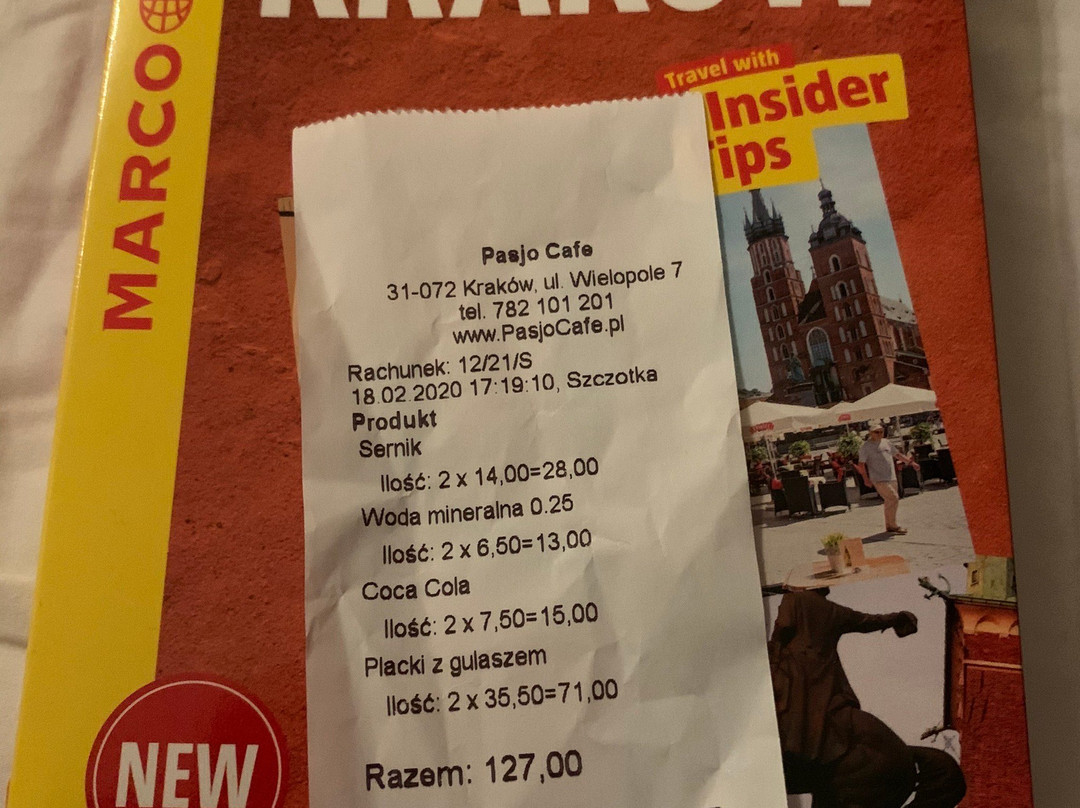 KRAKÓW
MARCO
Travel with
Insider
Tips
Pasjo Cafe
31-072 Kraków, ul. Wielopole 7
tel. 782 101 201
www.PasjoCafe.pl
Rachunek: 12/21/S
18.02.2020 17:19:10, Szczotka
Produkt
Sernik
Ilość: 2 x 14,00=28,00
Woda mineralna 0.25
Ilość: 2 x 6,50=13,00
Coca Cola
Ilość: 2 x 7,50=15,00
Placki z gulaszem
Ilość: 2 x 35,50=71,00
Razem: 127,00
NEW